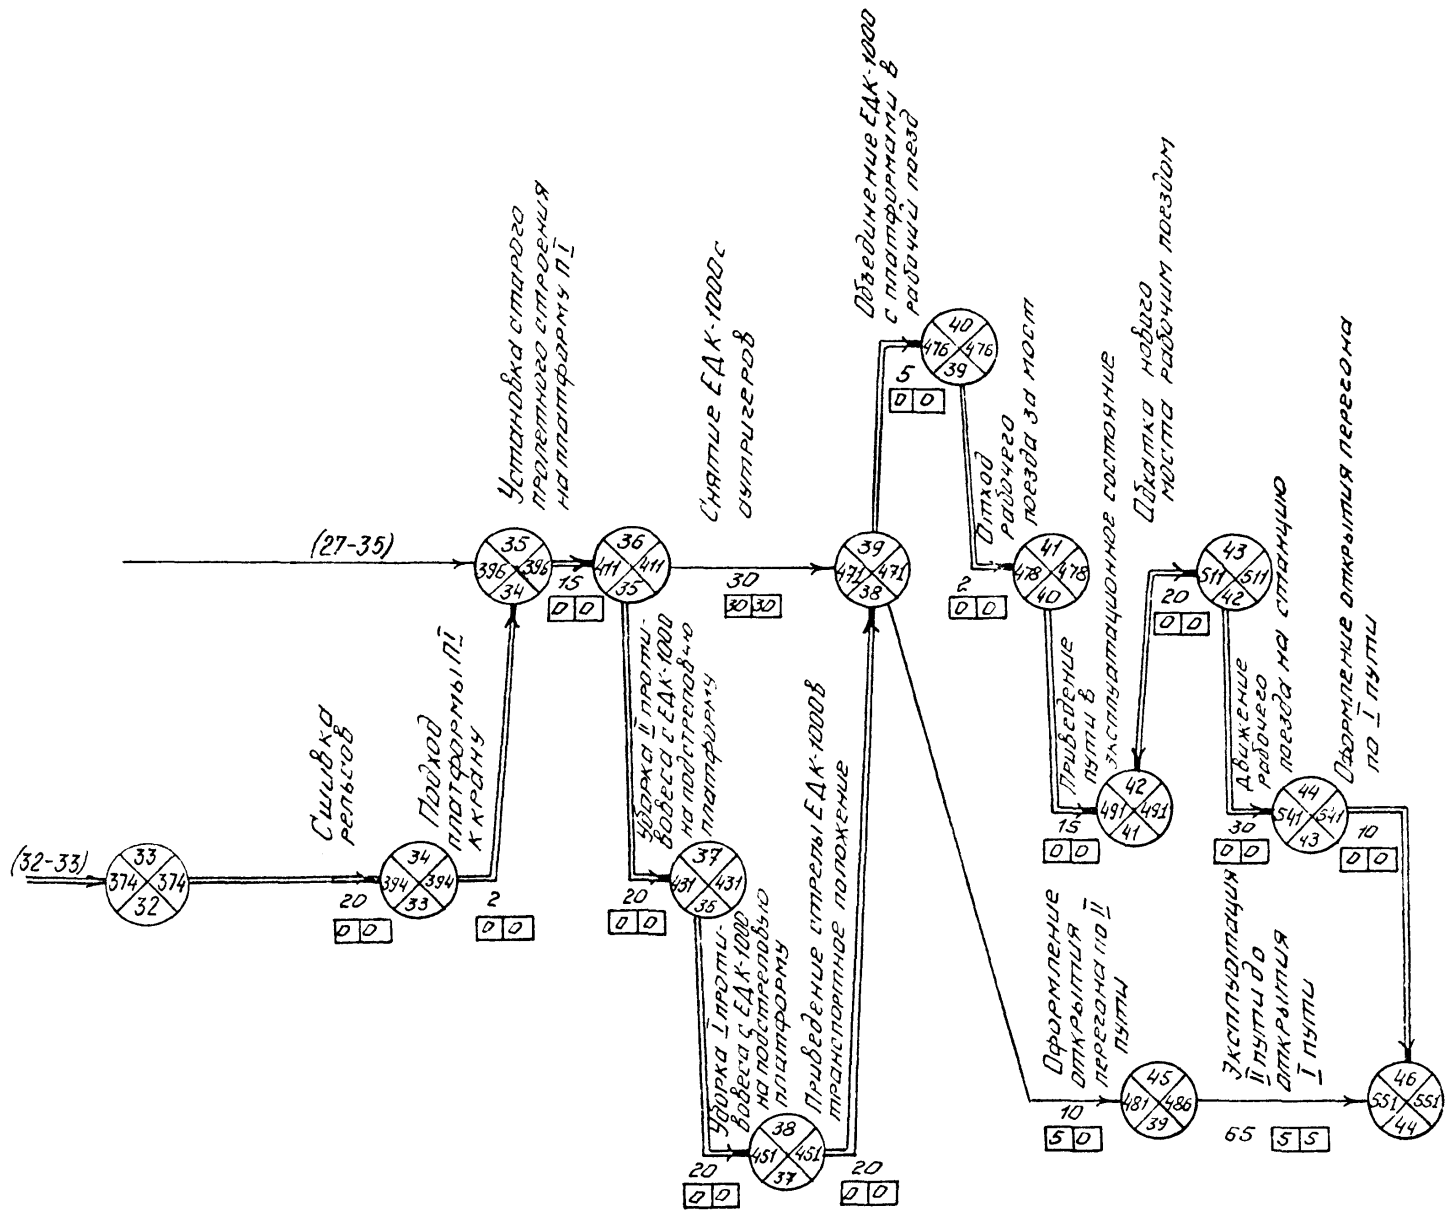 (32-33)
33
374 374
32
Сшивка
рельсов
20
0 0
34
394 394
33
Подход
платформы П I
к крану
2
0 0
(27-35)
35
396 396
34
Установка старого
пролетного строения
на платформу П I
15
0 0
36
411 411
35
Снятие ЕДК-1000 с
аутригеров
30
30 30
Уборка II проти-
вовеса с ЕДК-1000
на подстреловую
платформу
20
0 0
37
431 431
36
Уборка I проти-
вовеса с ЕДК-1000
на подстреловую
платформу
20
0 0
38
451 451
37
Приведение стрелы ЕДК-1000 в
транспортное положение
20
0 0
39
471 471
38
Объединение ЕДК-1000
с платформами в
рабочий поезд
5
0 0
40
476 476
39
Отход
рабочего
поезда за мост
2
0 0
41
478 478
40
Приведение
пути в
эксплуатационное состояние
15
0 0
42
491 491
41
Обкатка нового
моста рабочим поездом
20
0 0
43
511 511
42
Движение
рабочего
поезда на станцию
30
0 0
44
541 541
43
Оформление открытия перегона
по I пути
10
0 0
Оформление
открытия
перегона по II
пути
10
5 0
45
481 486
39
Эксплуотация
II пути до
открытия
I пути
65
5 5
46
551 551
44